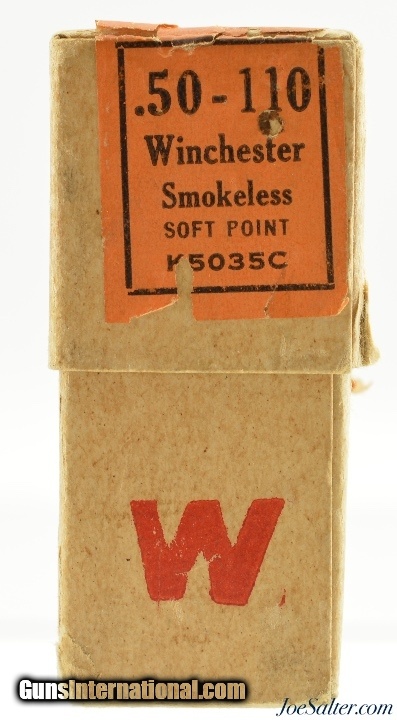 .50-110
Winchester
Smokeless
SOFT POINT
K5035C
W
GunsInternational.com
JoeSalter.com